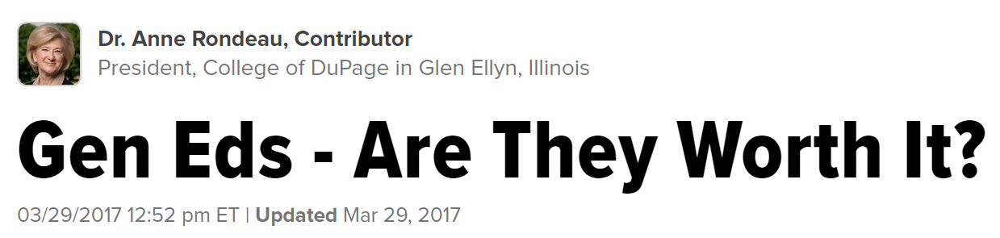 Dr. Anne Rondeau, Contributor
President, College of DuPage in Glen Ellyn, Illinois
Gen Eds - Are They Worth It?
03/29/2017 12:52 pm ET | Updated Mar 29, 2017